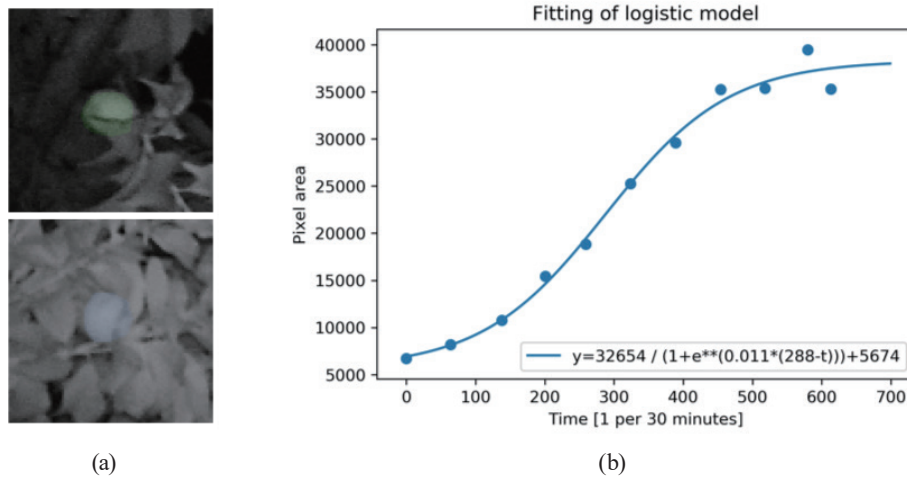 Fitting of logistic model
40000
35000
30000
25000
20000
15000
10000
5000
Pixel area
y=32654 / (1+e**(0.011*(288-t)))+5674
0 100 200 300 400 500 600 700
Time [1 per 30 minutes]
(a) (b)